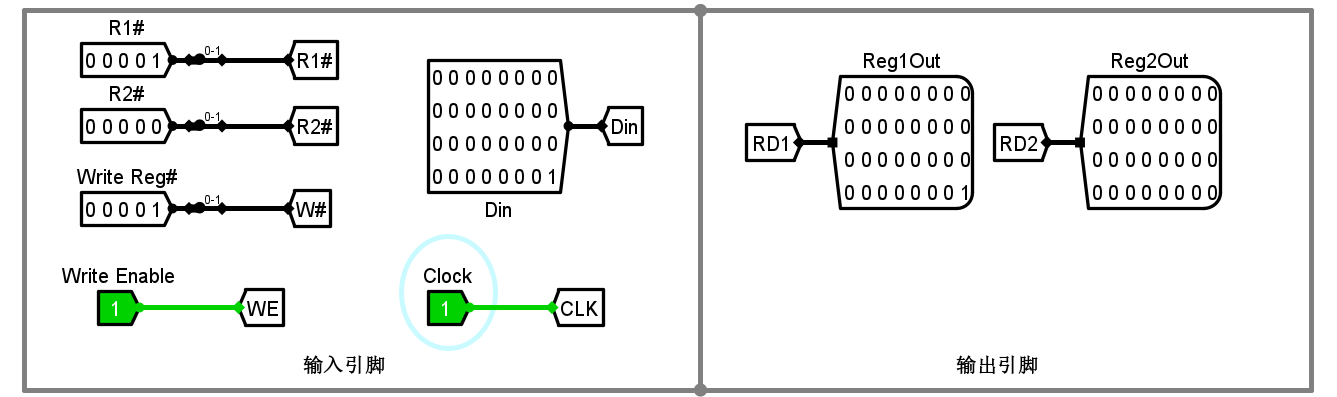 R1#
0 0 0 0 1
0-1
R1#
R2#
0 0 0 0 0
0-1
R2#
Write Reg#
0 0 0 0 1
0-1
W#
Write Enable
1
WE
0 0 0 0 0 0 0 0
0 0 0 0 0 0 0 0
0 0 0 0 0 0 0 0
0 0 0 0 0 0 0 1
Din
Din
Clock
1
CLK
输入引脚
Reg1Out
RD1
0 0 0 0 0 0 0 0
0 0 0 0 0 0 0 0
0 0 0 0 0 0 0 0
0 0 0 0 0 0 0 1
Reg2Out
RD2
0 0 0 0 0 0 0 0
0 0 0 0 0 0 0 0
0 0 0 0 0 0 0 0
0 0 0 0 0 0 0 0
输出引脚